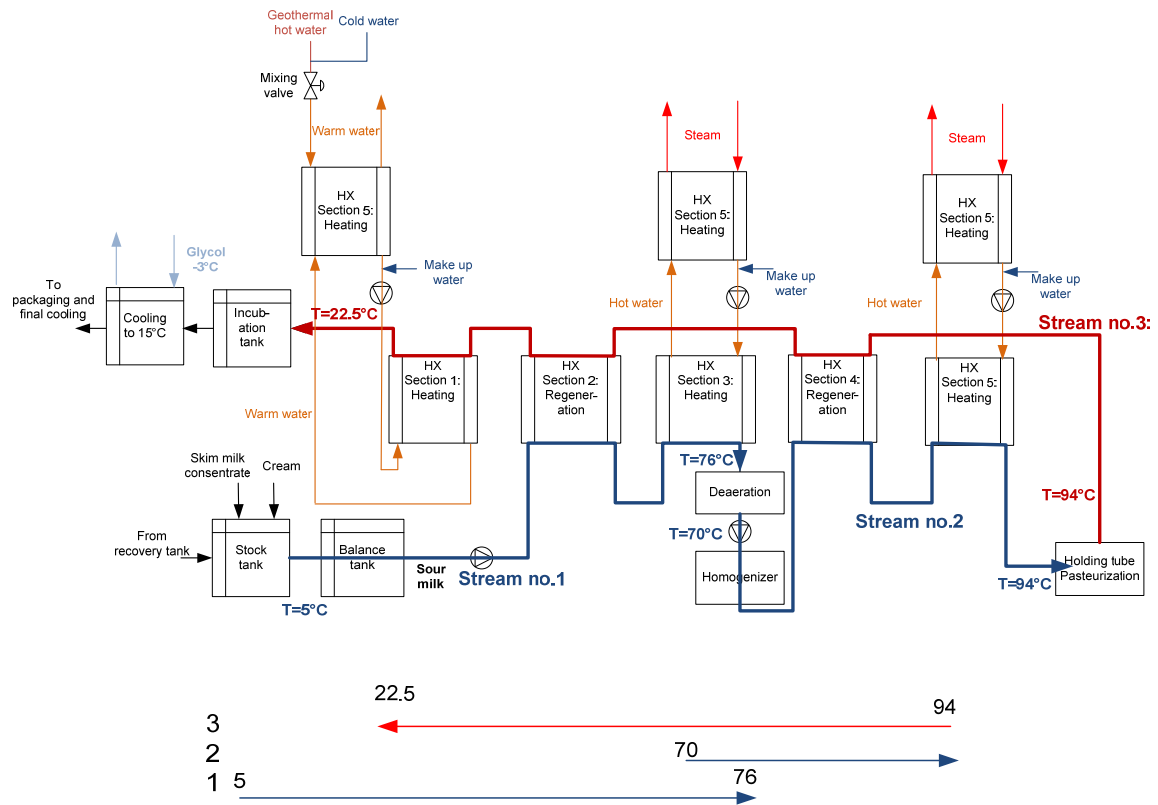 Geothermal
hot water
Cold water
Mixing
valve
Warm water
Steam
Steam
HX
Section 5:
Heating
HX
Section 5:
Heating
HX
Section 5:
Heating
Glycol
-3°C
Make up
water
Make up
water
Make up
water
Hot water
Hot water
To
packaging and
final cooling
Cooling
to 15°C
Incub-
ation
tank
T=22.5°C
Stream no.3:
HX
Section 1:
Heating
HX
Section 2:
Regener-
ation
HX
Section 3:
Heating
HX
Section 4:
Regener-
ation
HX
Section 5:
Heating
Warm water
Skim milk
consentrate
Cream
T=76°C
Deaeration
T=94°C
Stream no.2
T=70°C
From
recovery tank
Stock
tank
Balance
tank
Sour
milk
Stream no.1
Homogenizer
Holding tube
Pasteurization
T=94°C
T=5°C
22.5
94
3
70
2
76
1
5